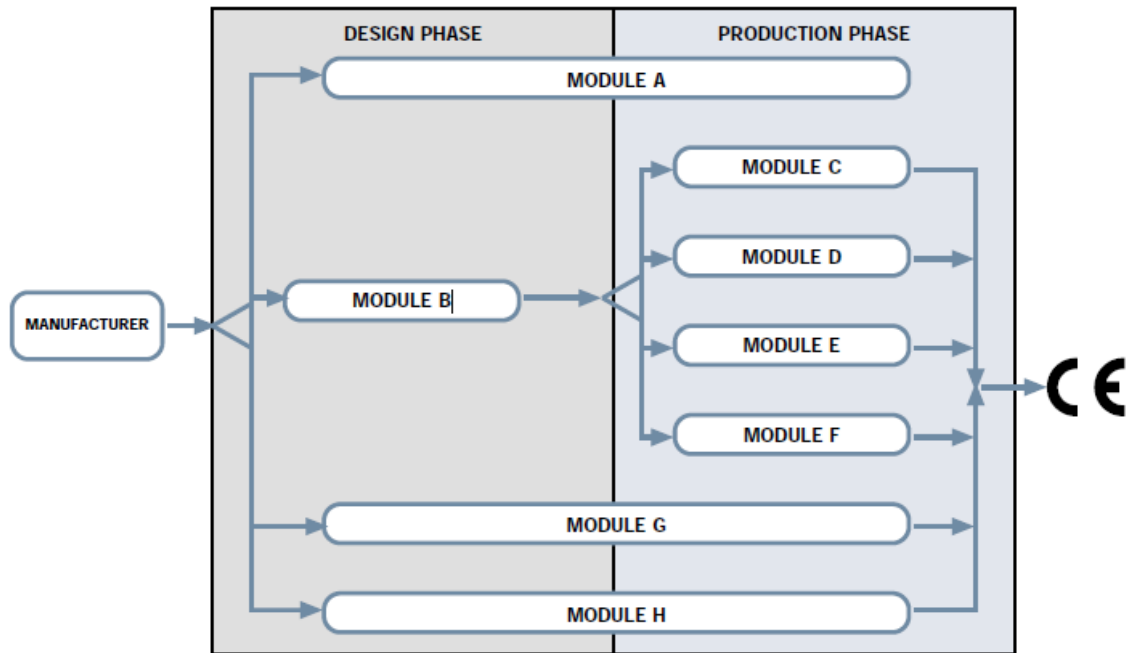 DESIGN PHASE
PRODUCTION PHASE
MODULE A
MODULE C
MODULE D
MODULE B
MANUFACTURER
MODULE E
CE
MODULE F
MODULE G
MODULE H